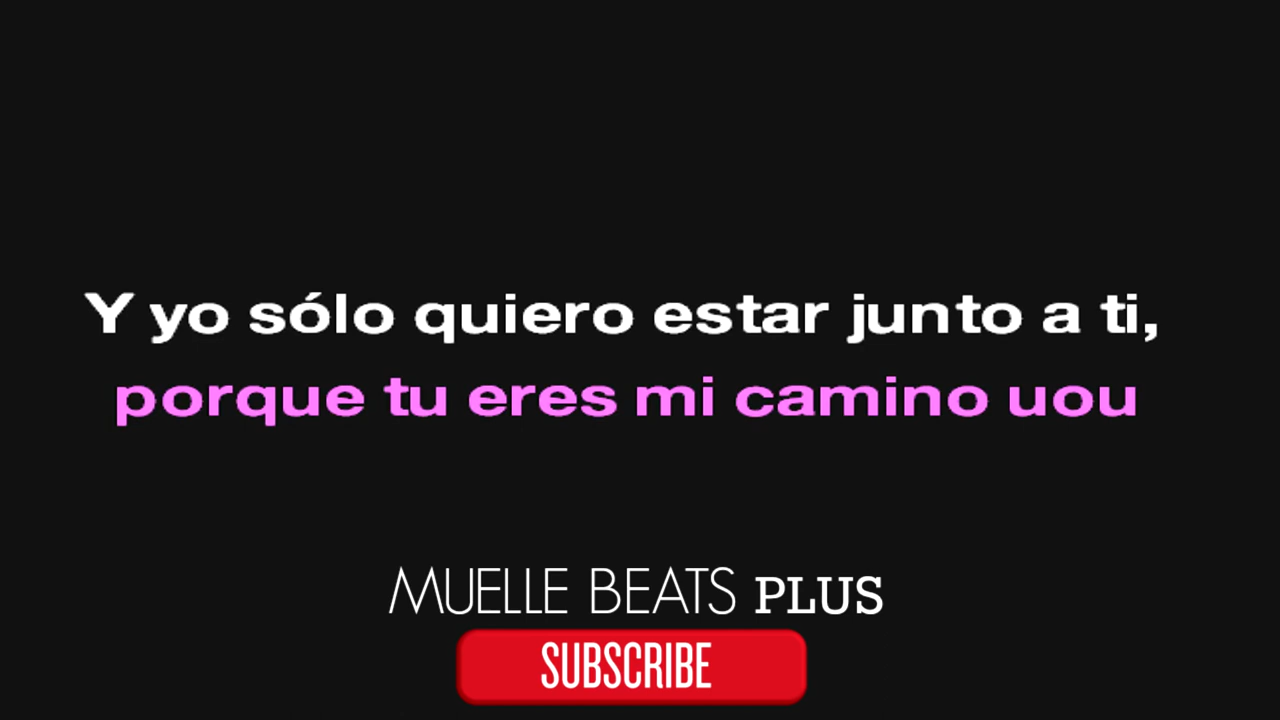 Y yo sólo quiero estar junto a ti,
porque tu eres mi camino uou
MUELLE BEATS PLUS
SUBSCRIBE